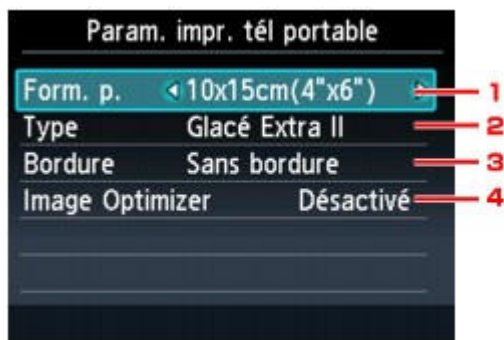 Param. impr. tél portable
Form. p. 10x15cm(4"x6") 1
Type Glacé Extra II 2
Bordure Sans bordure 3
Image Optimizer Désactivé 4